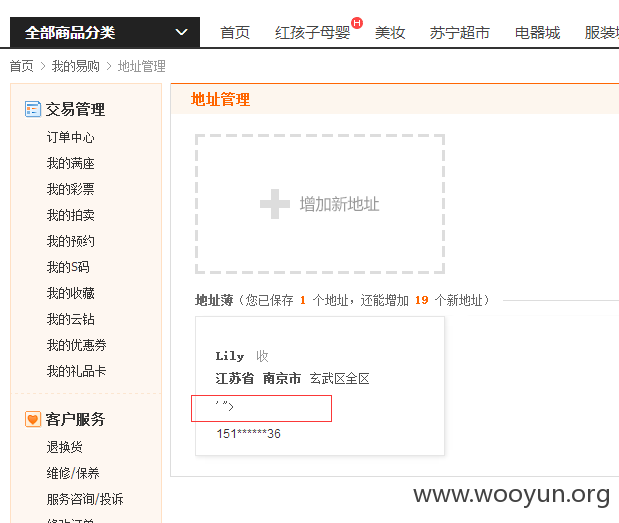 全部商品分类 首页 红孩子母婴 H 美妆 苏宁超市 电器城 服装城
首页 > 我的易购 > 地址管理
交易管理
订单中心
我的满座
我的彩票
我的拍卖
我的预约
我的S码
我的收藏
我的云钻
我的优惠券
我的礼品卡
客户服务
退换货
维修/保养
服务咨询/投诉
修改订单
地址管理
增加新地址
地址薄（您已保存 1 个地址，还能增加 19 个新地址）
Lily 收
江苏省 南京市 玄武区全区
' ">
151******36
www.wooyun.org